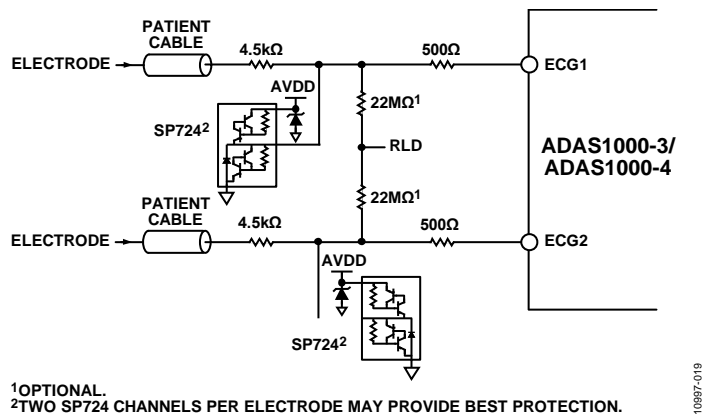 PATIENT
CABLE
ELECTRODE
4.5kΩ
500Ω
ECG1
AVDD
22MΩ1
SP7242
RLD
ADAS1000-3/
ADAS1000-4
22MΩ1
PATIENT
CABLE
ELECTRODE
4.5kΩ
500Ω
ECG2
AVDD
SP7242
1OPTIONAL.
2TWO SP724 CHANNELS PER ELECTRODE MAY PROVIDE BEST PROTECTION.
10997-019